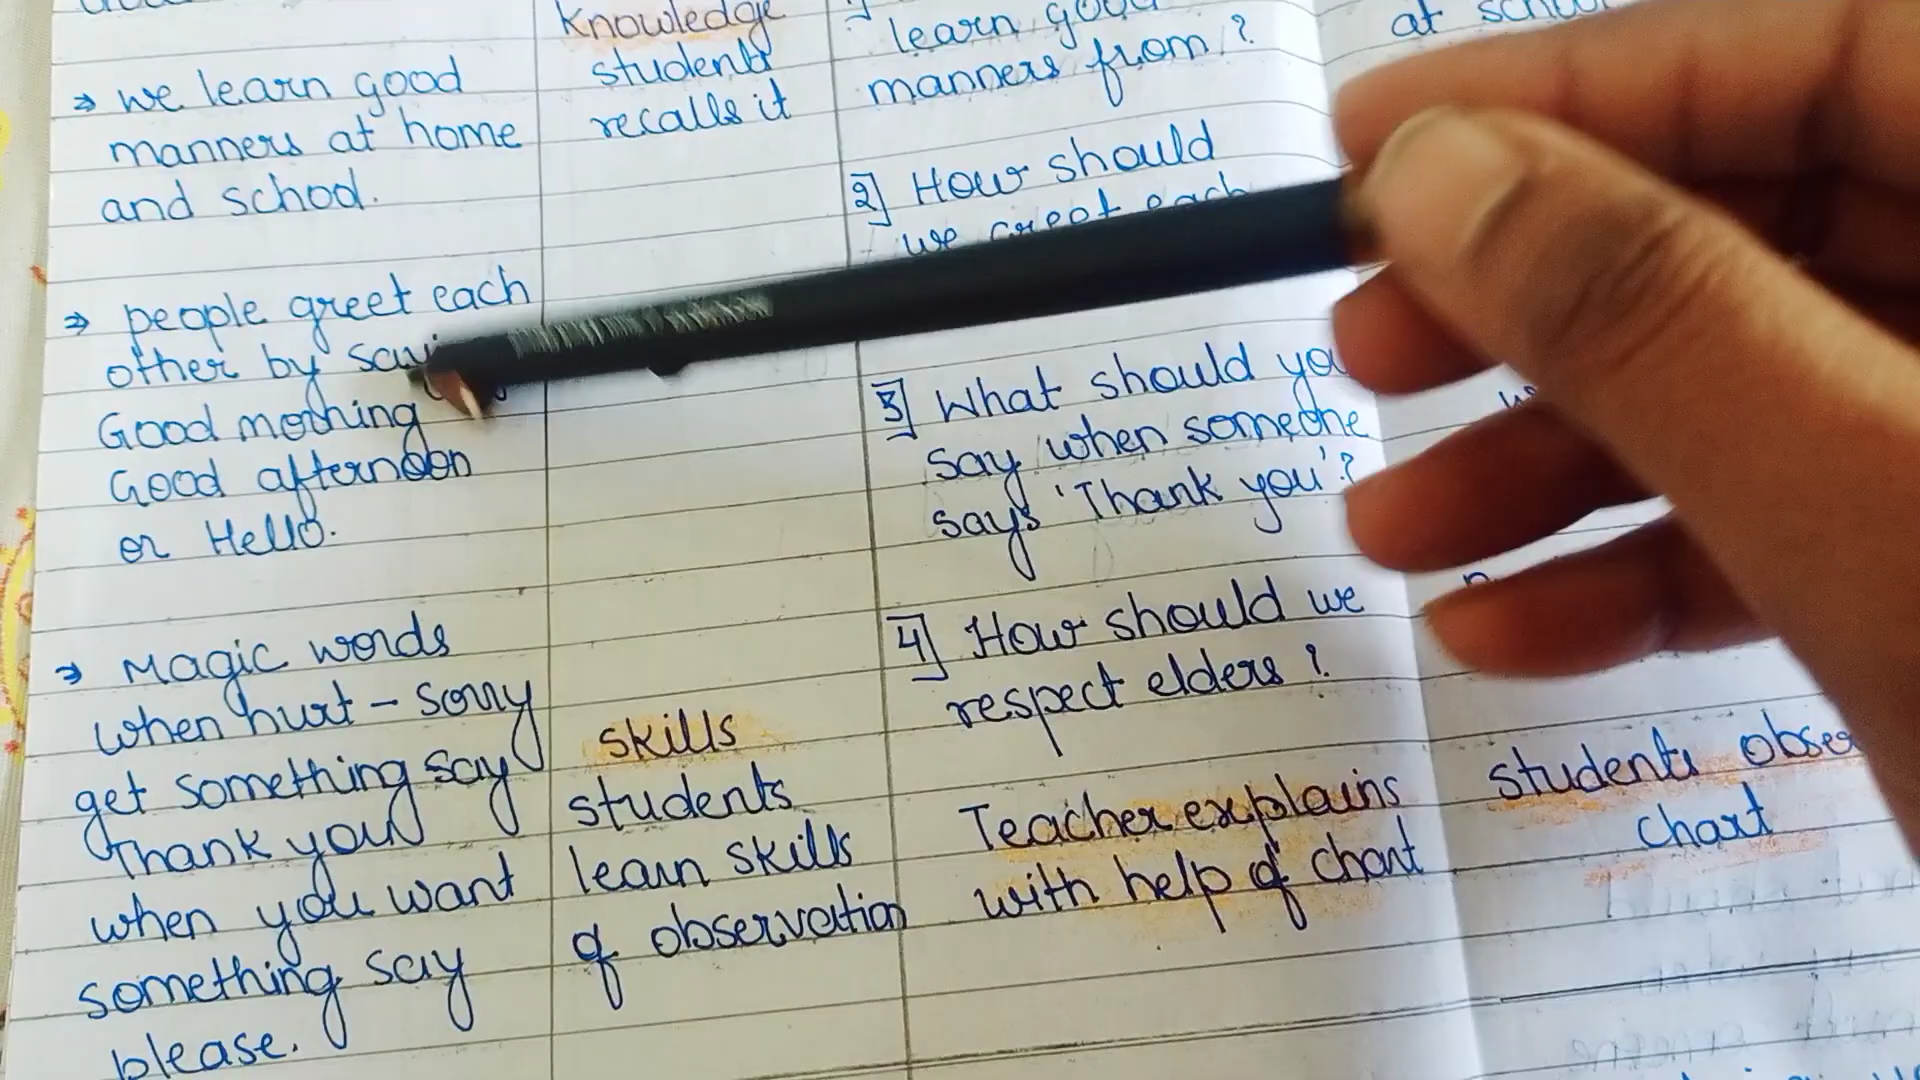 knowledge
students
recalls it
⇒ we learn good
manners at home
and school.
⇒ people greet each
other by
Good morning
Good afternoon
or Hello.
⇒ Magic words
when hurt - sorry
get something say
Thank you
when you want
something say
please.
skills
students
learn skills
of observation
learn good
manners from ?
2] How should
we greet each
3] What should you
say when someone
says 'Thank you'?
4] How should we
respect elders ?
Teacher explains
with help of chart
at school
students
chart